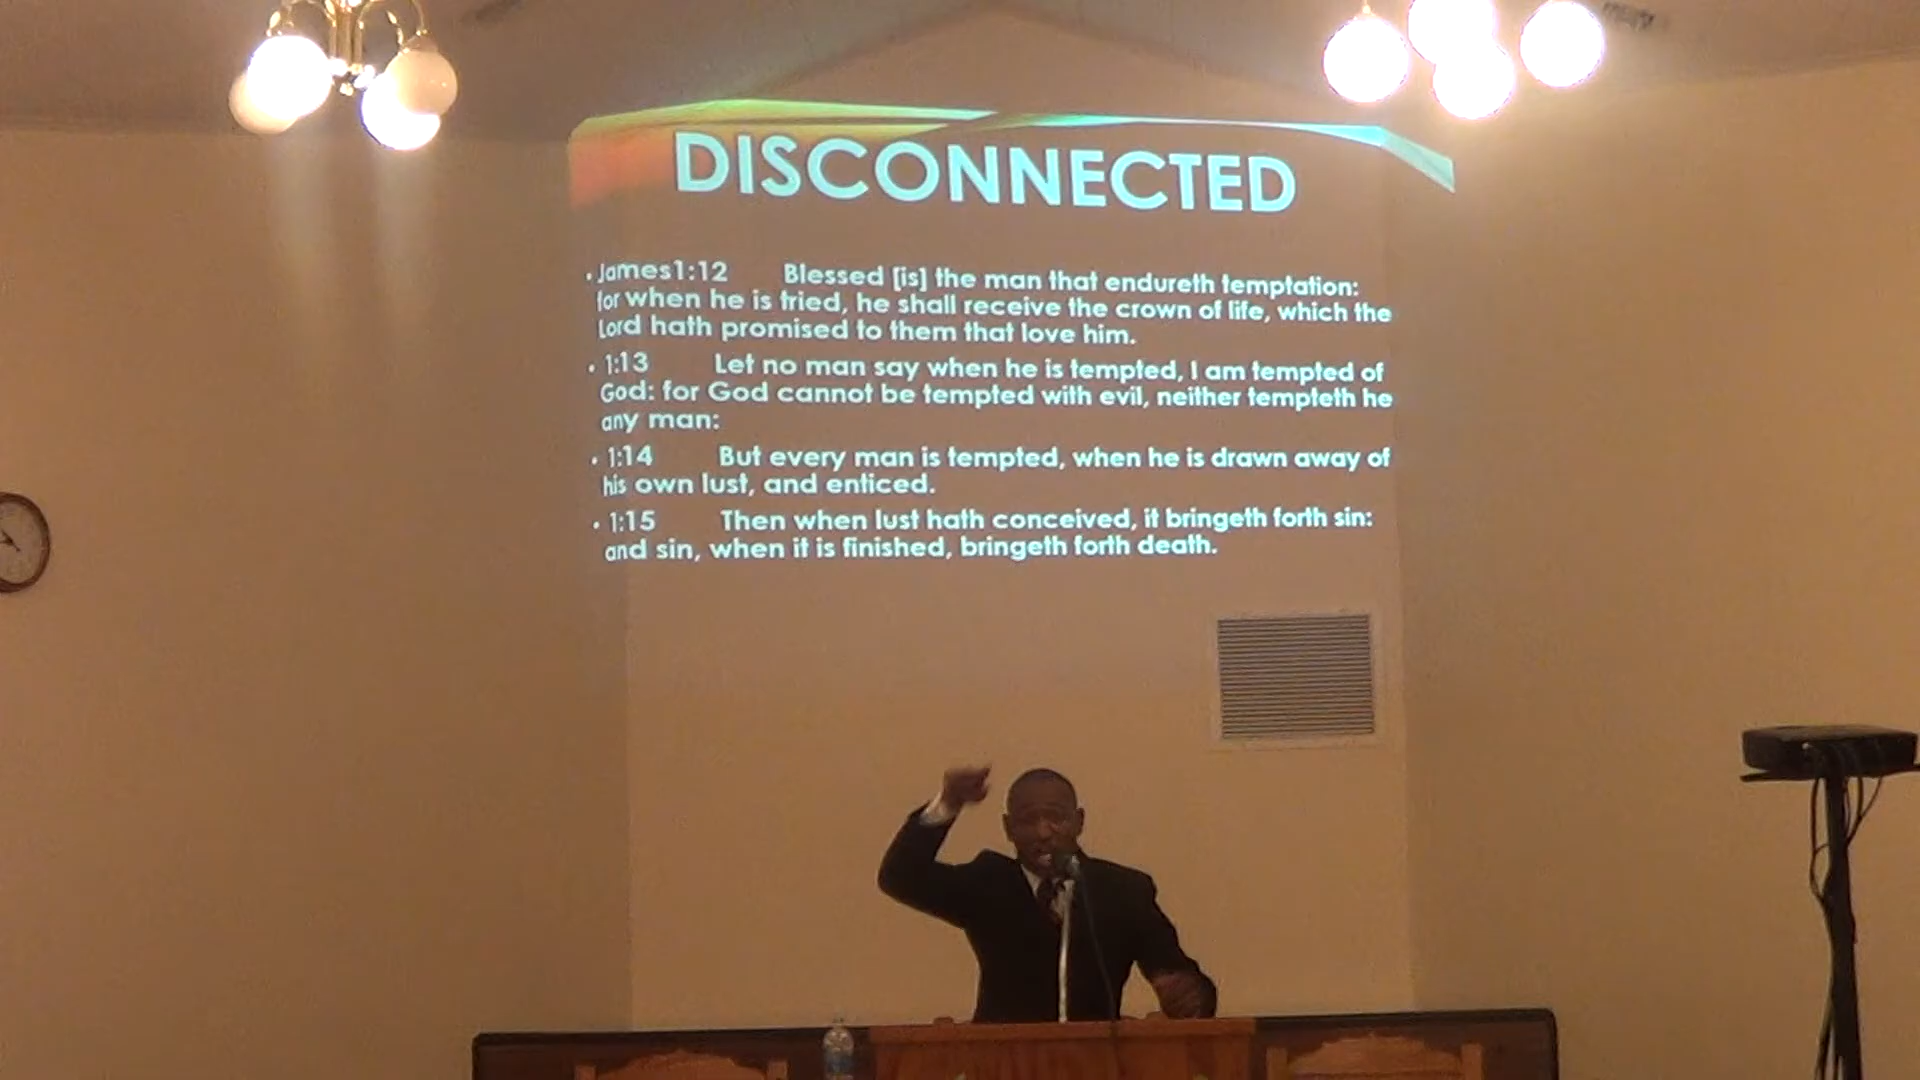 DISCONNECTED
• James1:12 Blessed [is] the man that endureth temptation:
for when he is tried, he shall receive the crown of life, which the
Lord hath promised to them that love him.
• 1:13 Let no man say when he is tempted, I am tempted of
God: for God cannot be tempted with evil, neither tempteth he
any man:
• 1:14 But every man is tempted, when he is drawn away of
his own lust, and enticed.
• 1:15 Then when lust hath conceived, it bringeth forth sin:
and sin, when it is finished, bringeth forth death.